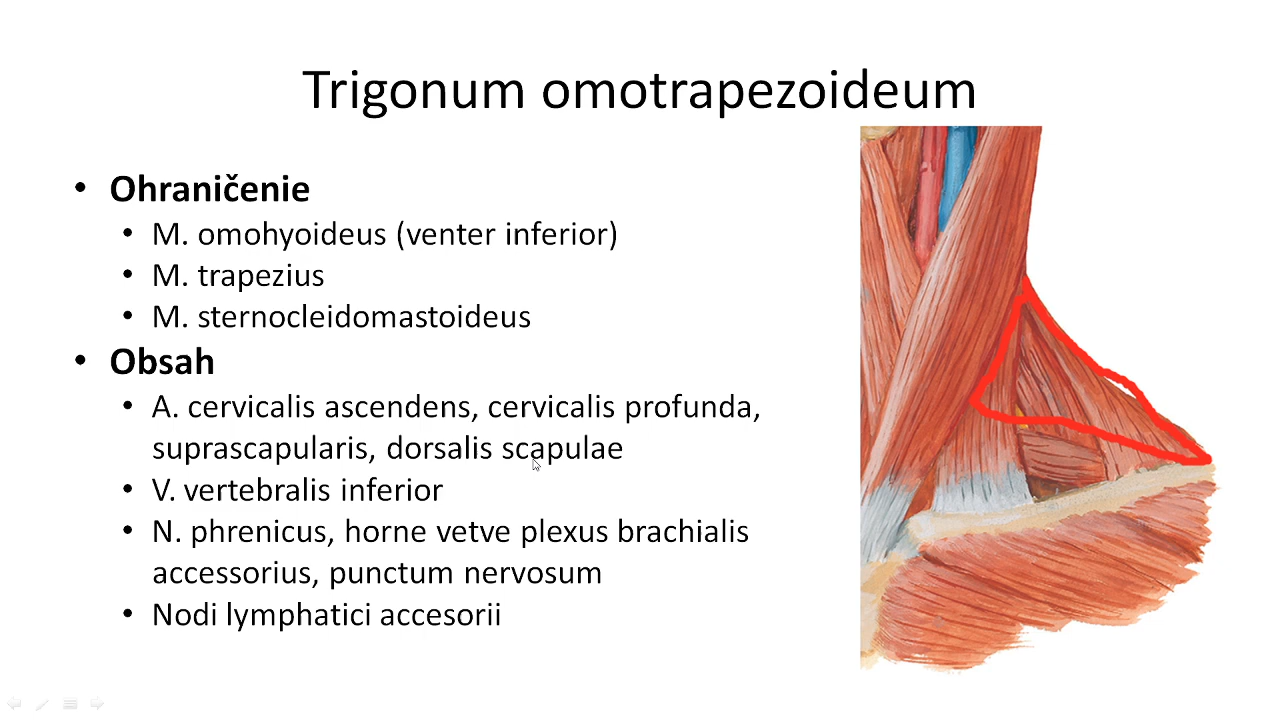 Trigonum omotrapezoideum
• Ohraničenie
• M. omohyoideus (venter inferior)
• M. trapezius
• M. sternocleidomastoideus
• Obsah
• A. cervicalis ascendens, cervicalis profunda,
suprascapularis, dorsalis scapulae
• V. vertebralis inferior
• N. phrenicus, horne vetve plexus brachialis
accessorius, punctum nervosum
• Nodi lymphatici accesorii